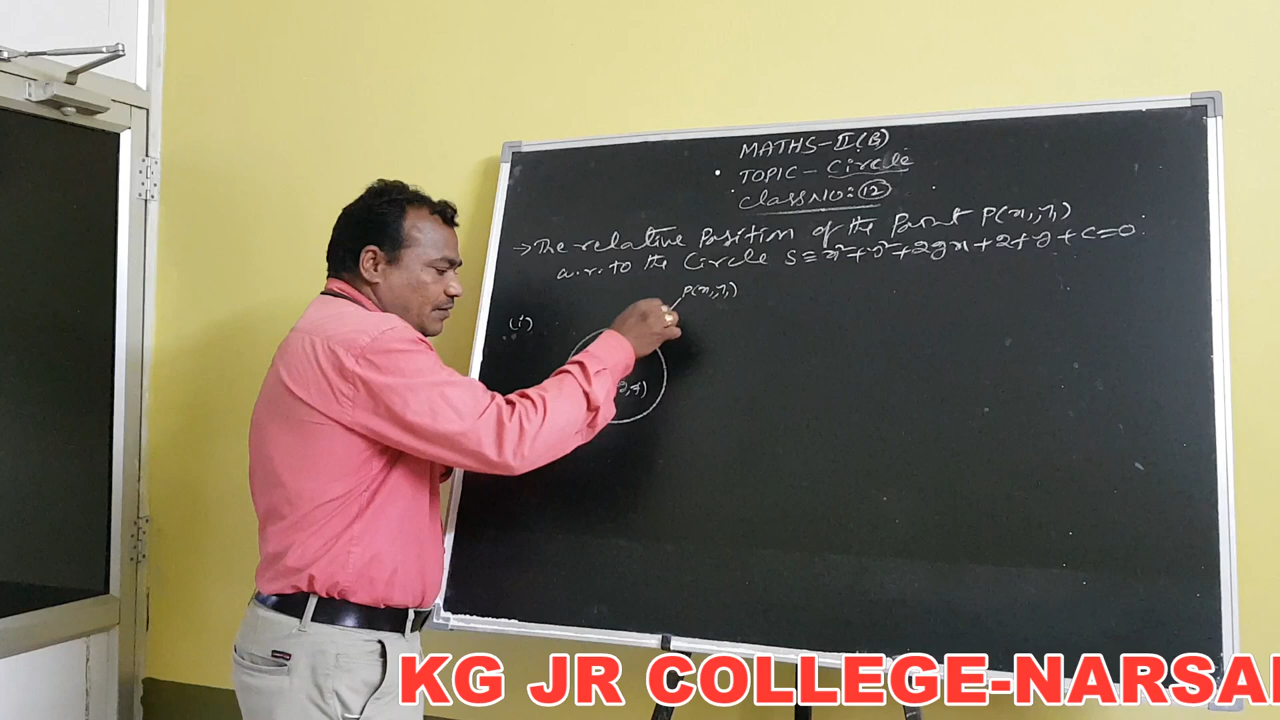 MATHS-II(B)
TOPIC - Circle
Class NO: 12
→ The relative Position of the Point P(x₁,y₁)
w.r.to the Circle S ≡ x²+y²+2gx+2fy+c=0.
P(x₁,y₁)
(i)
KG JR COLLEGE-NARSA